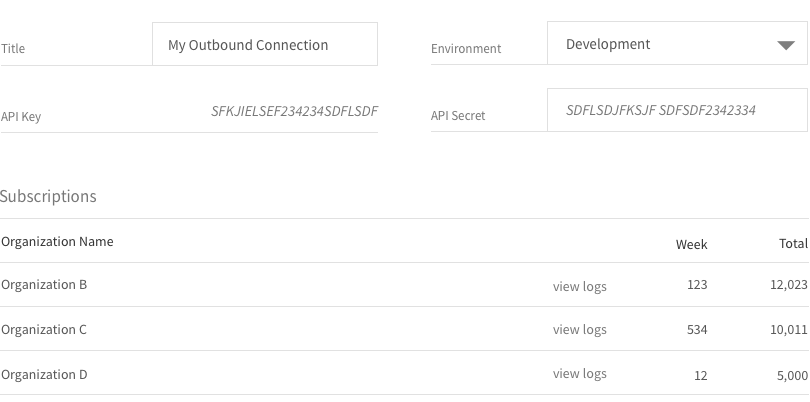 Title My Outbound Connection Environment Development
API Key SFKJIELSEF234234SDFLSDF API Secret SDFLSDJFKSJF SDFSDF2342334
Subscriptions
Organization Name Week Total
Organization B view logs 123 12,023
Organization C view logs 534 10,011
Organization D view logs 12 5,000